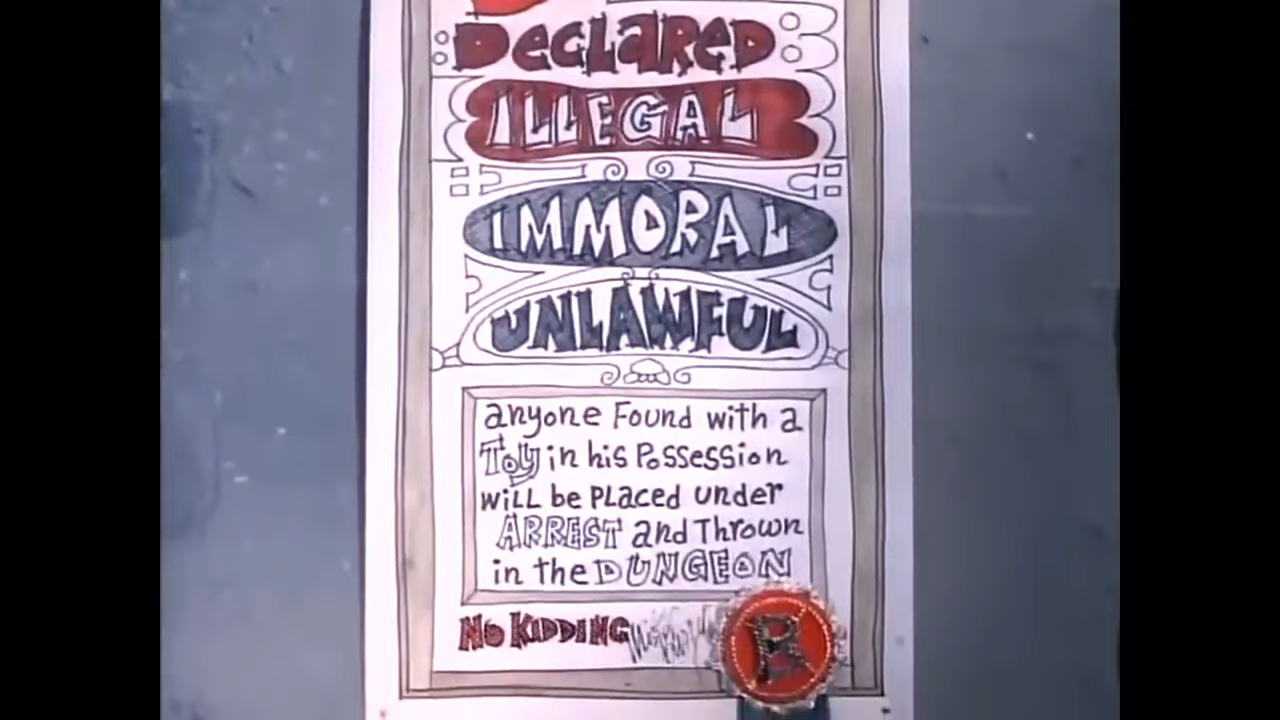 DeclareD
ILLEGAL
IMMORAL
UNLAWFUL
anyone Found with a
Toy in his Possession
will be Placed under
ARREST and Thrown
in the DUNGEON
No KIDDING
B